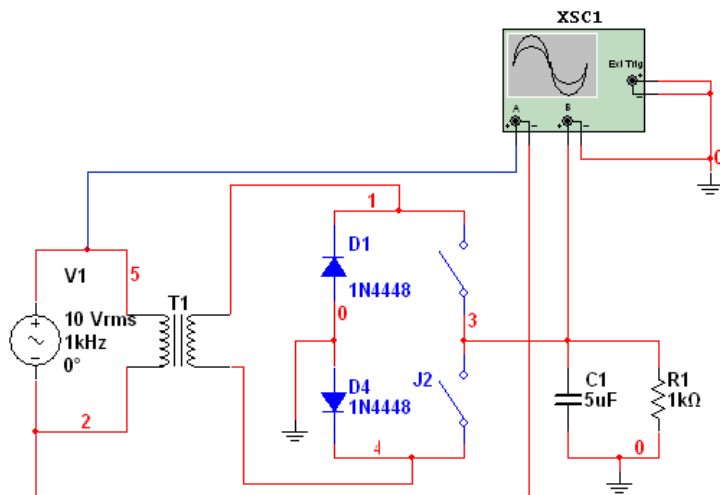 XSC1
Ext Trig
+
−
A
B
+ −
+ −
0
1
V1
5
D1
1N4448
T1
10 Vrms
1kHz
0°
+
−
0
3
D4
1N4448
J2
C1
5uF
R1
1kΩ
2
4
0